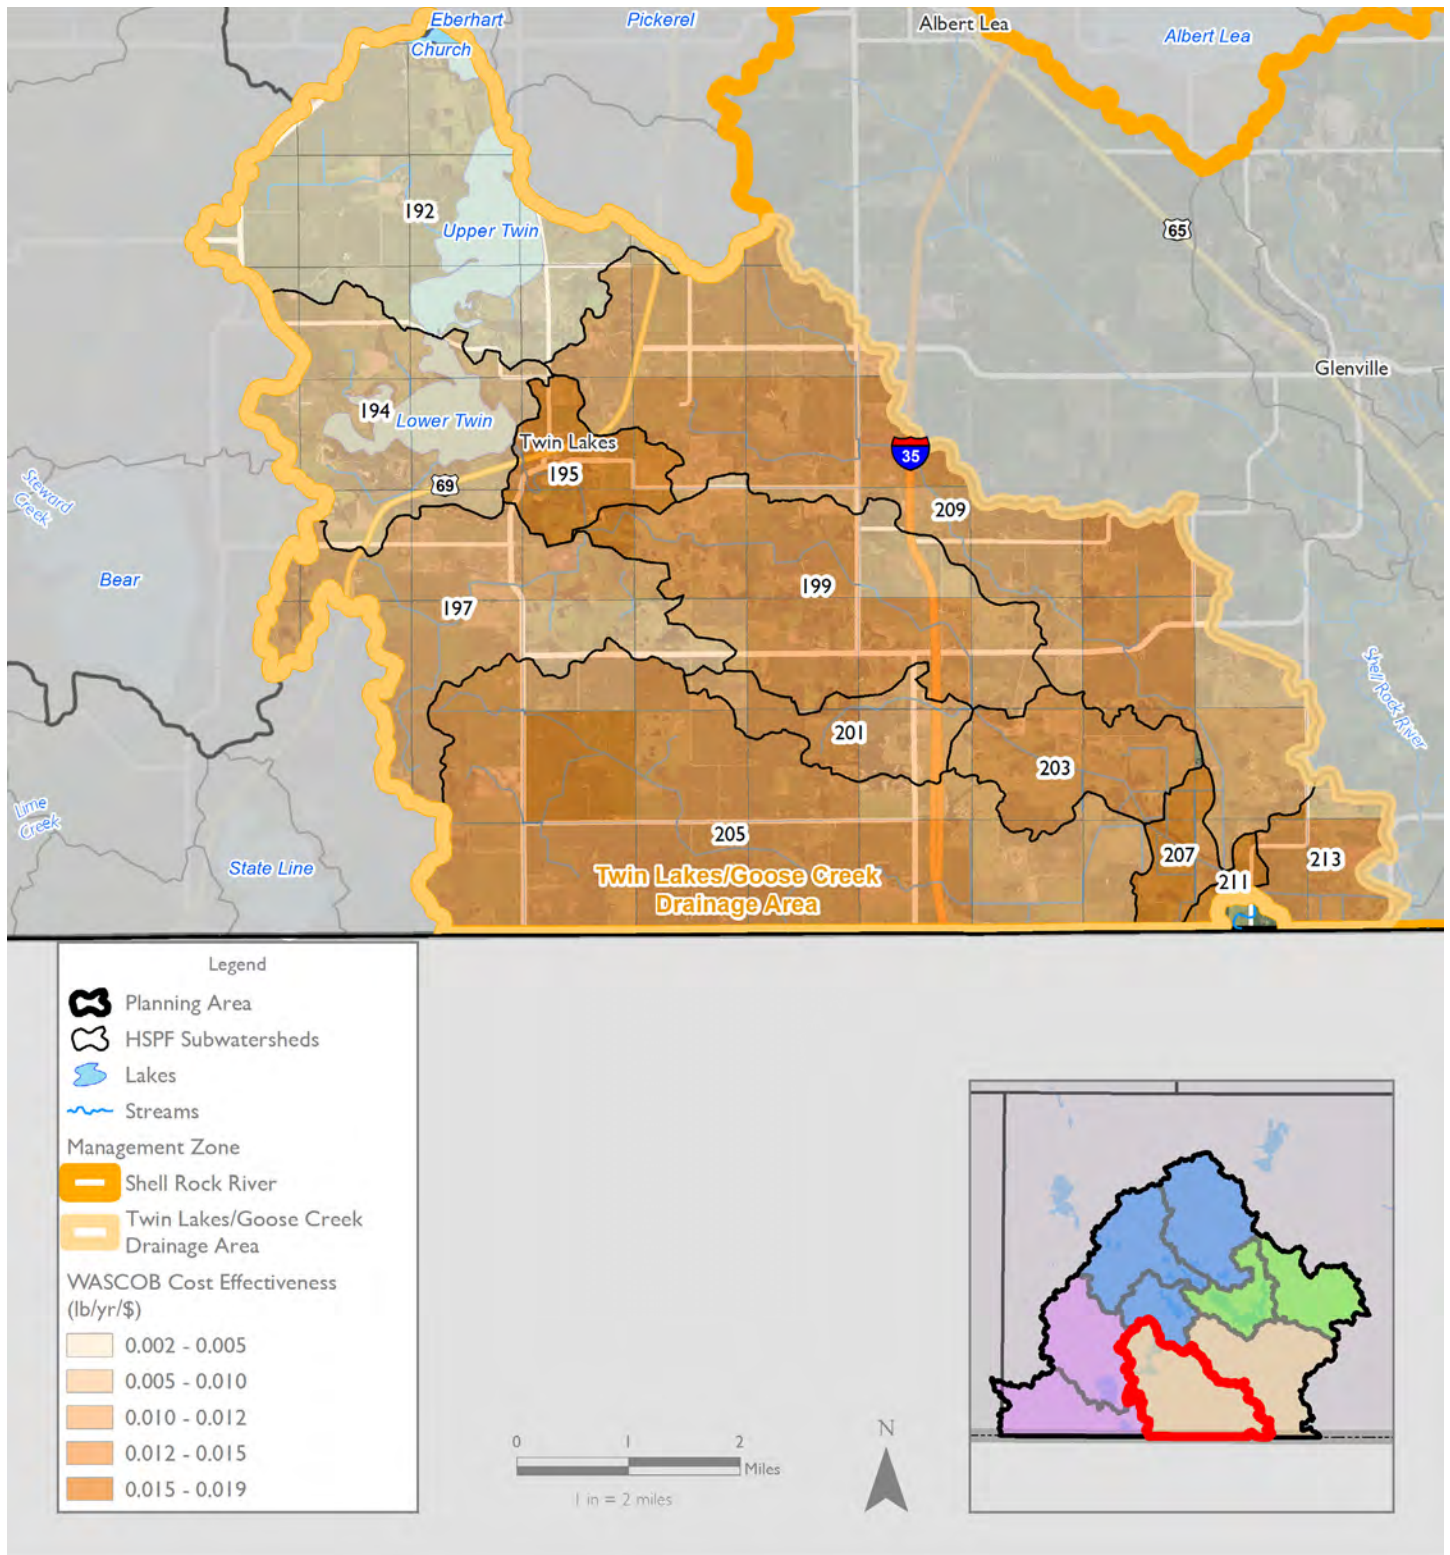 Eberhart
Pickerel
Albert Lea
Albert Lea
Church
192
Upper Twin
65
Glenville
194
Lower Twin
Twin Lakes
35
195
69
Steward
Creek
209
Bear
199
197
Shell Rock River
201
203
Lime
Creek
205
207
213
State Line
Twin Lakes/Goose Creek
Drainage Area
211
Legend
Planning Area
HSPF Subwatersheds
Lakes
Streams
Management Zone
Shell Rock River
Twin Lakes/Goose Creek
Drainage Area
WASCOB Cost Effectiveness
(lb/yr/$)
0.002 - 0.005
0.005 - 0.010
0.010 - 0.012
0.012 - 0.015
0.015 - 0.019
0 1 2
Miles
1 in = 2 miles
N